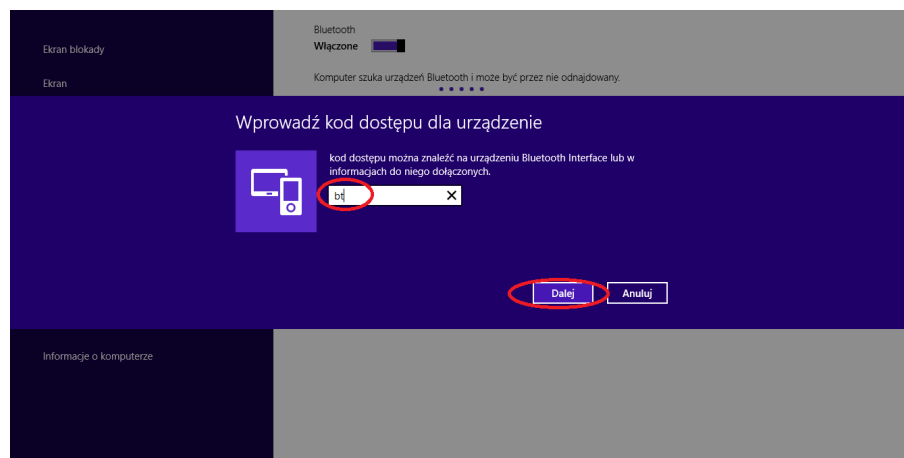 Ekran blokady
Ekran
Bluetooth
Włączone
Komputer szuka urządzeń Bluetooth i może być przez nie odnajdowany.
Wprowadź kod dostępu dla urządzenie
kod dostępu można znaleźć na urządzeniu Bluetooth Interface lub w
informacjach do niego dołączonych.
bt
Dalej
Anuluj
Informacje o komputerze